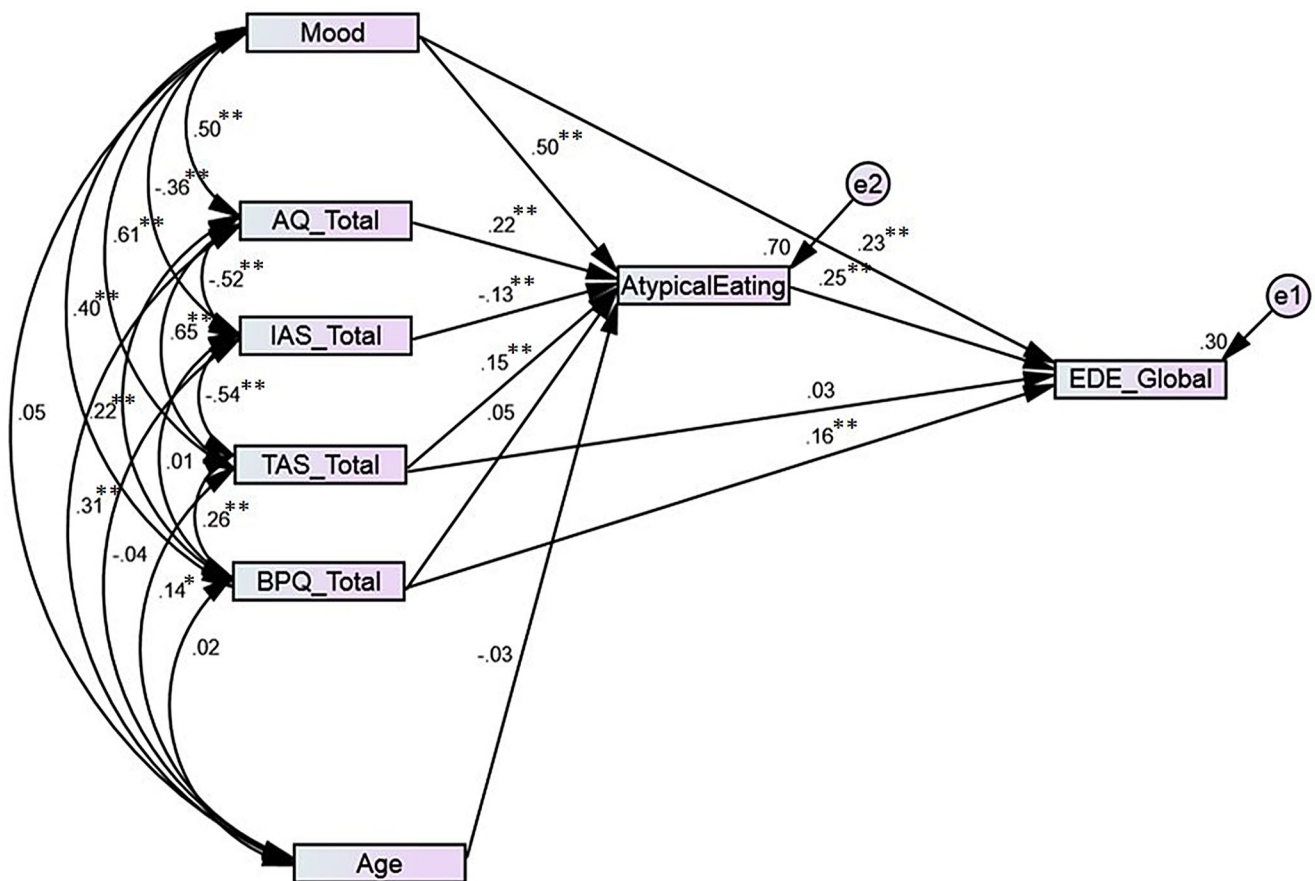 Mood
.50**
-.36**
.50**
e2
.61**
AQ_Total
.22**
.70
.23**
-.52**
.25**
AtypicalEating
-.13**
e1
.40**
.65**
IAS_Total
.30
.15**
EDE_Global
-.54**
.03
.05
.22**
.05
.16**
.01
TAS_Total
.31**
.26**
-.04
.14*
BPQ_Total
.02
-.03
Age